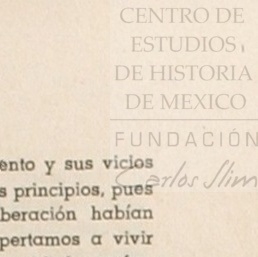 CENTRO DE
ESTUDIOS
DE HISTORIA
DE MEXICO
FUNDACIÓN
Carlos Slim
ento y sus vicios
s principios, pues
beración habían
pertamos a vivir